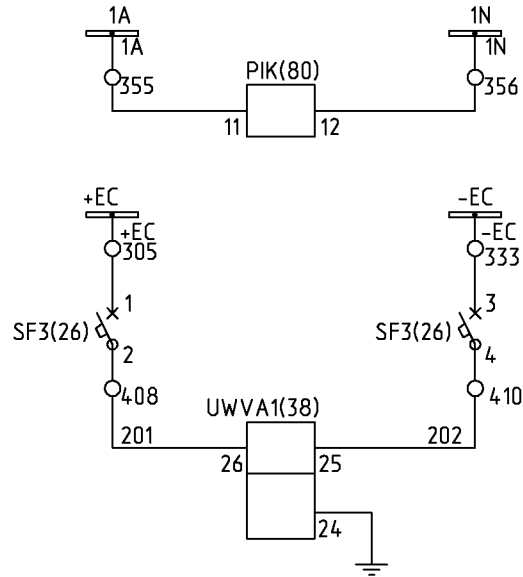 1A 1N
1A 1N
PIK(80)
355 356
11 12
+EC -EC
+EC -EC
305 333
1 3
SF3(26) SF3(26)
2 4
408 410
UWVA1(38)
201 202
26 25
24